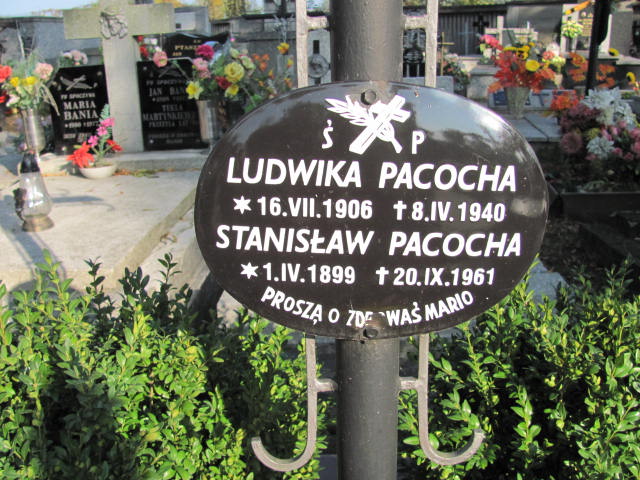 Ś P
LUDWIKA PACOCHA
* 16.VII.1906 † 8.IV.1940
STANISŁAW PACOCHA
* 1.IV.1899 † 20.IX.1961
PROSZĄ O ZDROWAŚ MARIO
MARIA
BANIA
JAN